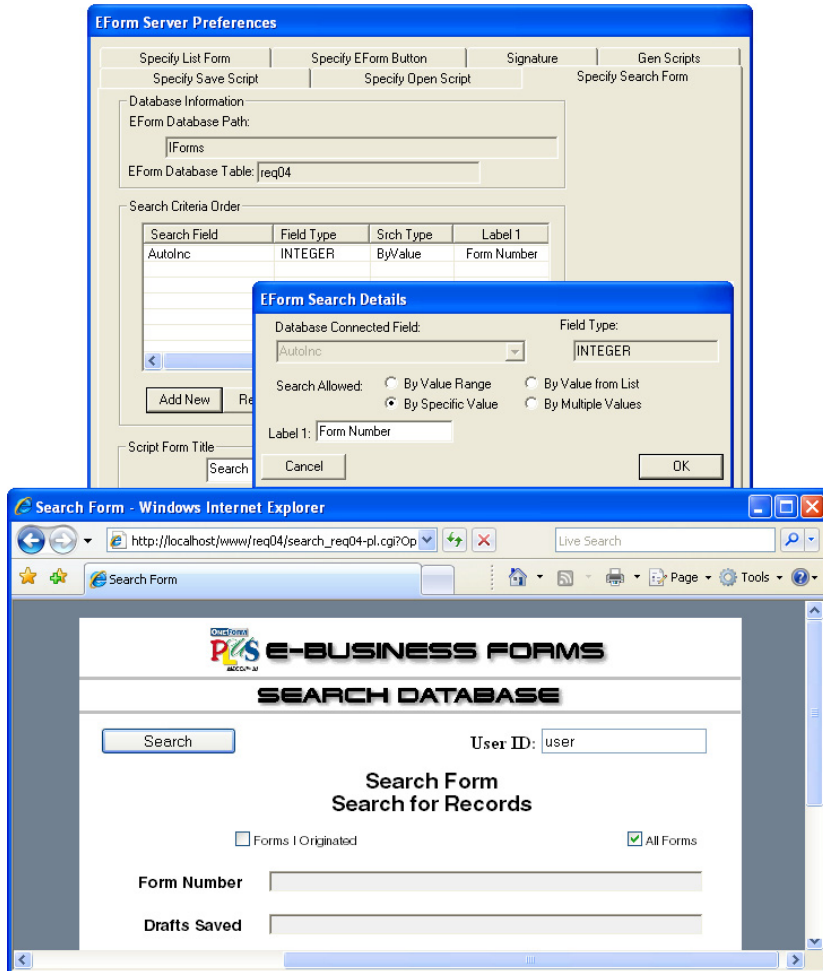 EForm Server Preferences
Specify List Form Specify EForm Button Signature Gen Scripts
Specify Save Script Specify Open Script Specify Search Form
Database Information
EForm Database Path:
IForms
EForm Database Table: req04
Search Criteria Order
Search Field Field Type Srch Type Label 1
AutoInc INTEGER ByValue Form Number
Add New Re
Script Form Title
Search
EForm Search Details
Database Connected Field: Field Type:
AutoInc INTEGER
Search Allowed: By Value Range By Value from List
By Specific Value By Multiple Values
Label 1: Form Number
Cancel OK
Search Form - Windows Internet Explorer
http://localhost/www/req04/search_req04-pl.cgi?Op Live Search
Search Form Page Tools
OneForm
PLUS E-BUSINESS FORMS
SEARCH DATABASE
Search User ID: user
Search Form
Search for Records
Forms I Originated All Forms
Form Number
Drafts Saved